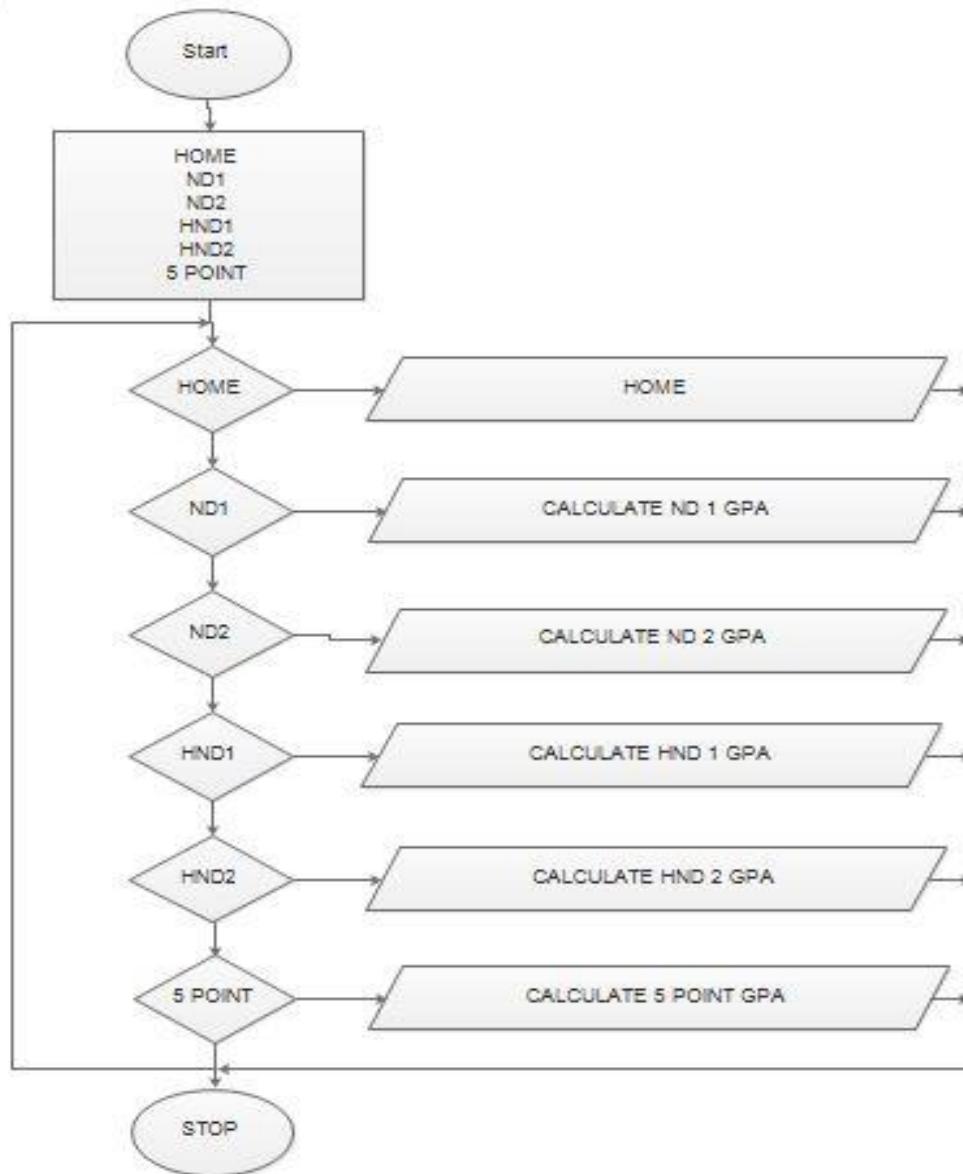 Start
HOME
ND1
ND2
HND1
HND2
5 POINT
HOME
HOME
ND1
CALCULATE ND 1 GPA
ND2
CALCULATE ND 2 GPA
HND1
CALCULATE HND 1 GPA
HND2
CALCULATE HND 2 GPA
5 POINT
CALCULATE 5 POINT GPA
STOP